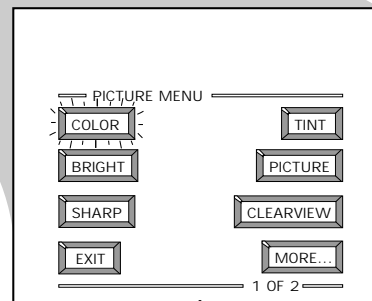 PICTURE MENU
COLOR TINT
BRIGHT PICTURE
SHARP CLEARVIEW
EXIT MORE...
1 OF 2